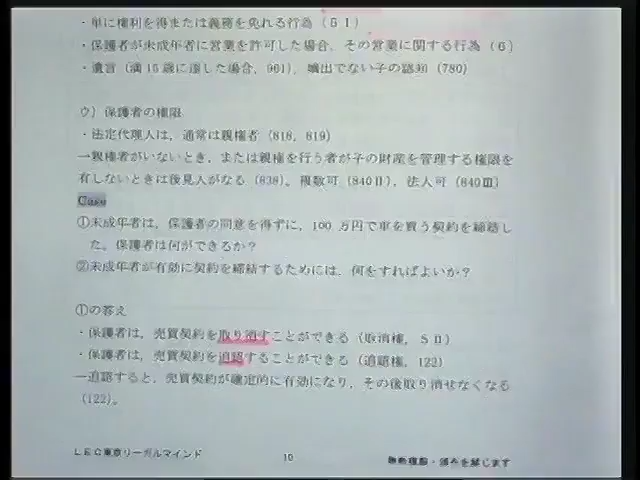 ・単に権利を得または義務を免れる行為（５Ⅰ）
・保護者が未成年者に営業を許可した場合，その営業に関する行為（６）
・遺言（満15歳に達した場合，961），嫡出でない子の認知（780）
ウ）保護者の権限
・法定代理人は，通常は親権者（818，819）
→親権者がいないとき，または親権を行う者が子の財産を管理する権限を
有しないときは後見人がなる（838）。複数可（840Ⅱ），法人可（840Ⅲ）
Case
①未成年者は，保護者の同意を得ずに，100万円で車を買う契約を締結し
た。保護者は何ができるか？
②未成年者が有効に契約を締結するためには，何をすればよいか？
①の答え
・保護者は，売買契約を取り消すことができる（取消権，５Ⅱ）
・保護者は，売買契約を追認することができる（追認権，122）
→追認すると，売買契約が確定的に有効になり，その後取り消せなくなる
（122）。
ＬＥＣ東京リーガルマインド
10
無断複製・頒布を禁じます